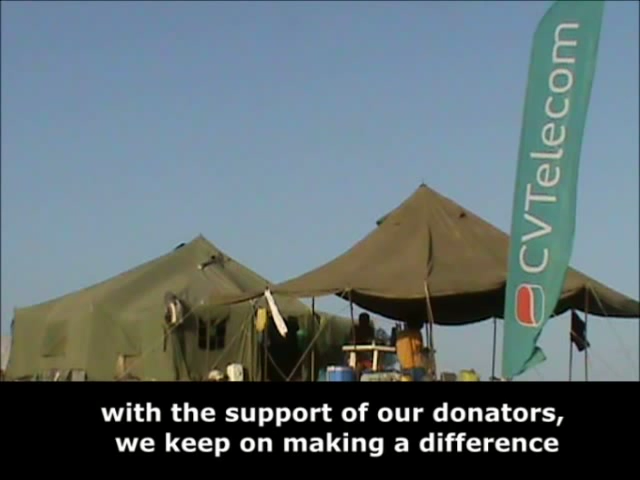 CVTelecom
with the support of our donators,
we keep on making a difference